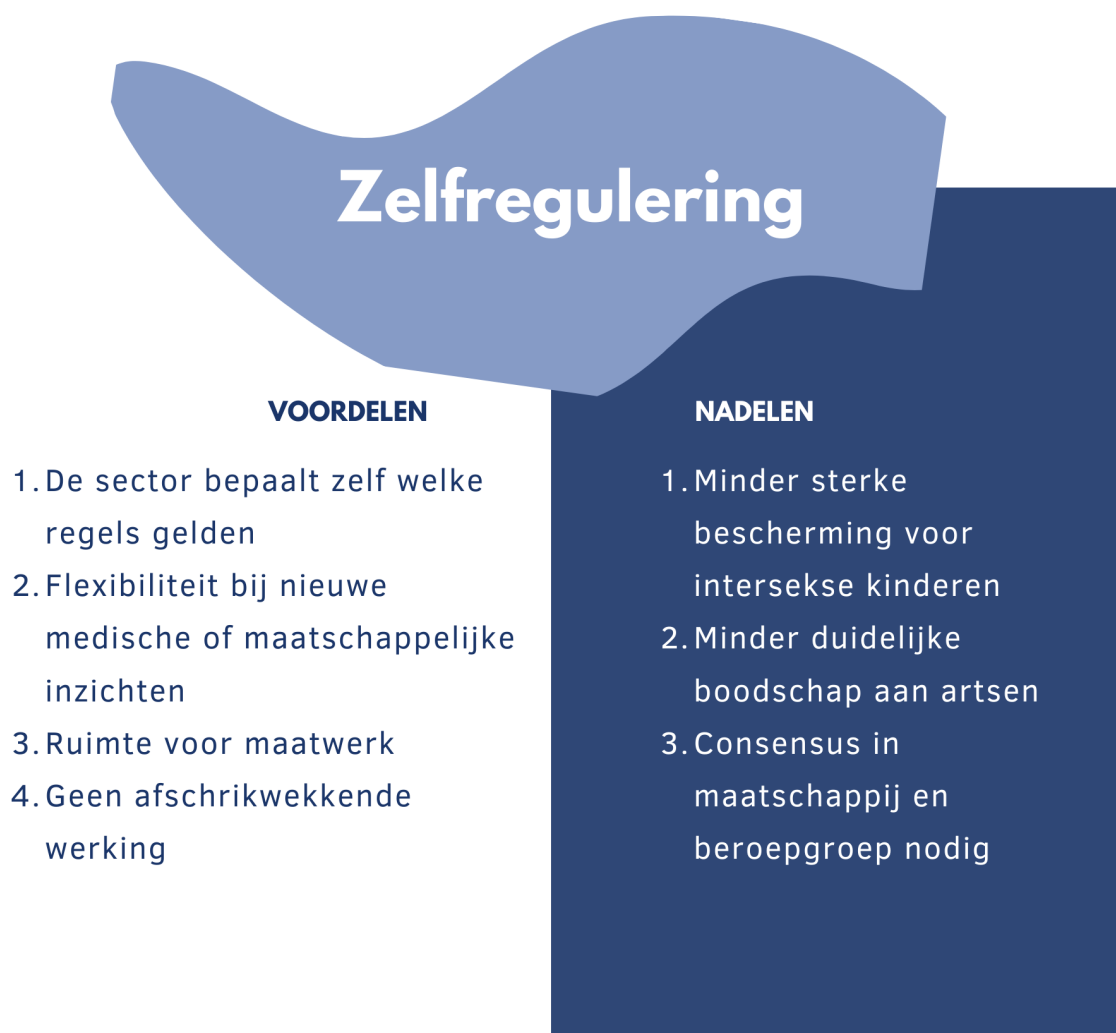 Zelfregulering
VOORDELEN
1. De sector bepaalt zelf welke
regels gelden
2. Flexibiliteit bij nieuwe
medische of maatschappelijke
inzichten
3. Ruimte voor maatwerk
4. Geen afschrikwekkende
werking
NADELEN
1. Minder sterke
bescherming voor
intersekse kinderen
2. Minder duidelijke
boodschap aan artsen
3. Consensus in
maatschappij en
beroepgroep nodig